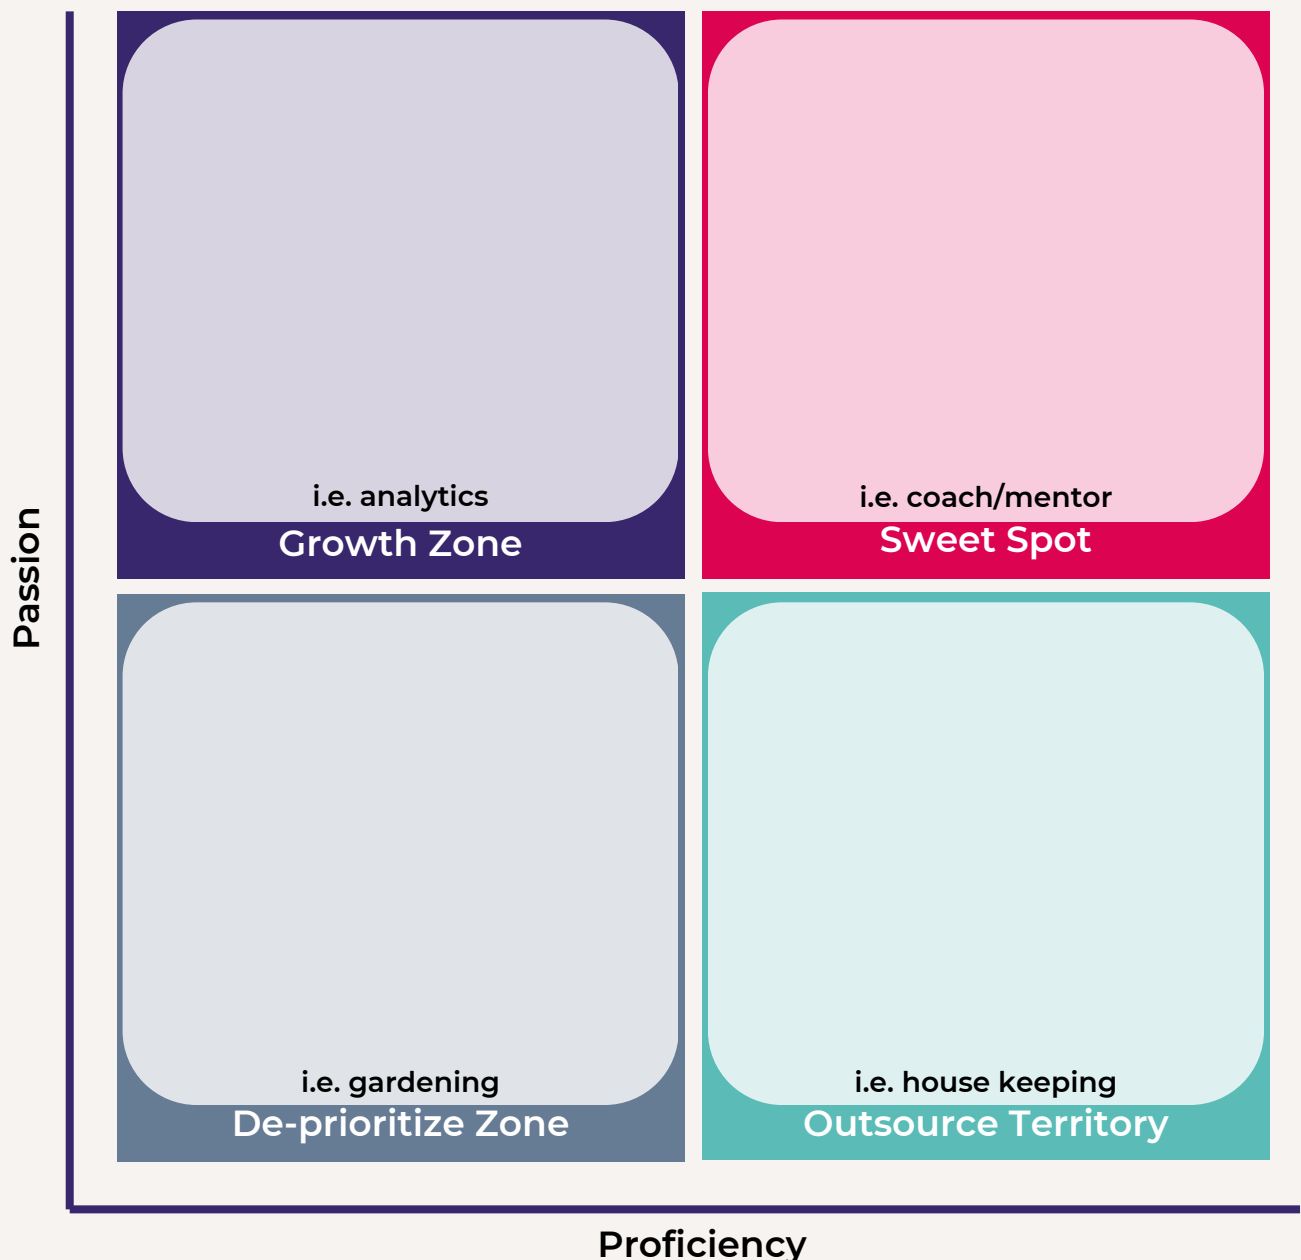 i.e. analytics
Growth Zone
i.e. coach/mentor
Sweet Spot
Passion
i.e. gardening
De-prioritize Zone
i.e. house keeping
Outsource Territory
Proficiency